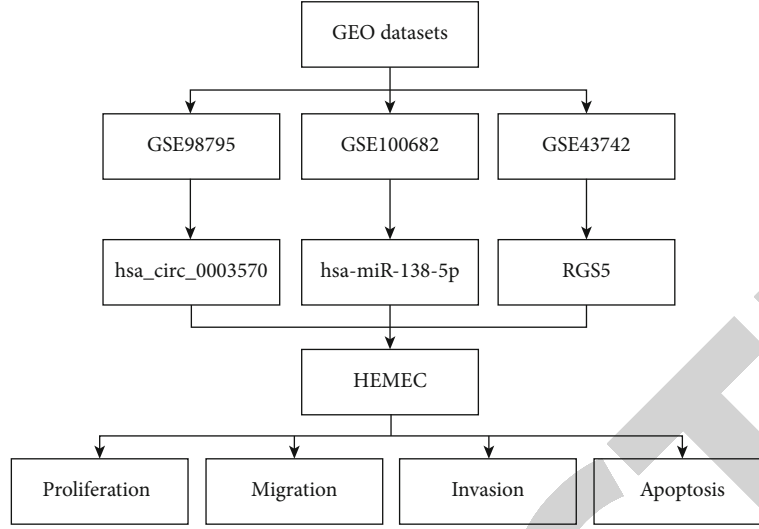 GEO datasets
GSE98795
GSE100682
GSE43742
hsa_circ_0003570
hsa-miR-138-5p
RGS5
HEMEC
Proliferation
Migration
Invasion
Apoptosis